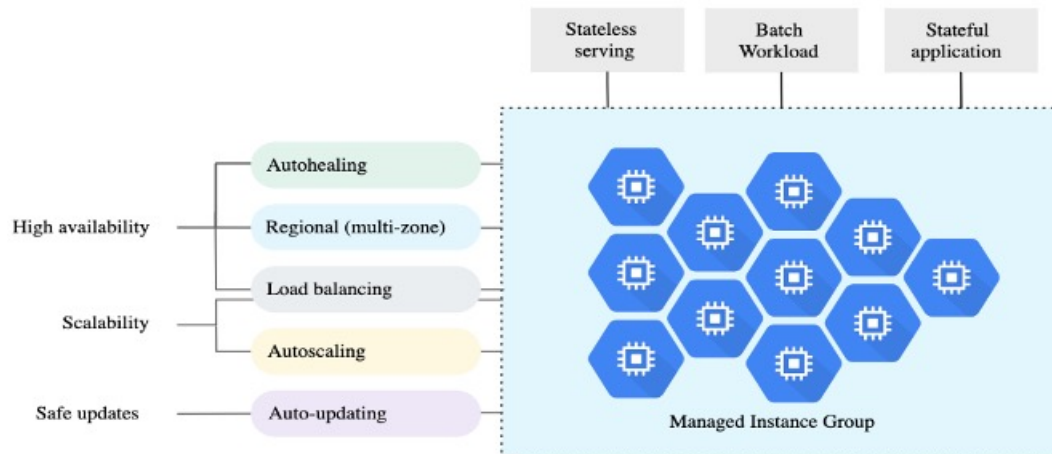 Stateless
serving
Batch
Workload
Stateful
application
Autohealing
High availability
Regional (multi-zone)
Load balancing
Scalability
Autoscaling
Safe updates
Auto-updating
Managed Instance Group